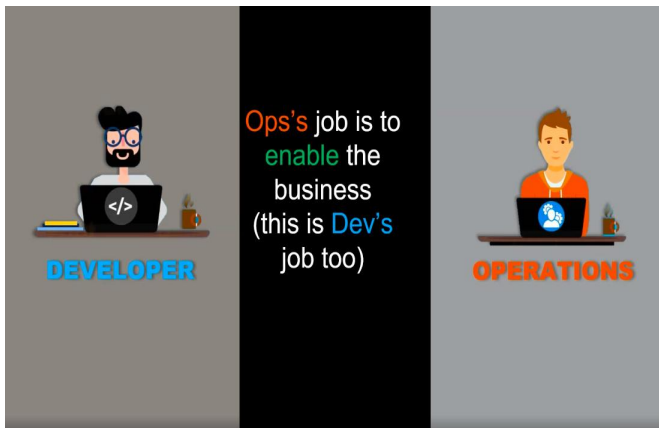 Ops's job is to
enable the
business
(this is Dev's
job too)
</>
DEVELOPER
OPERATIONS